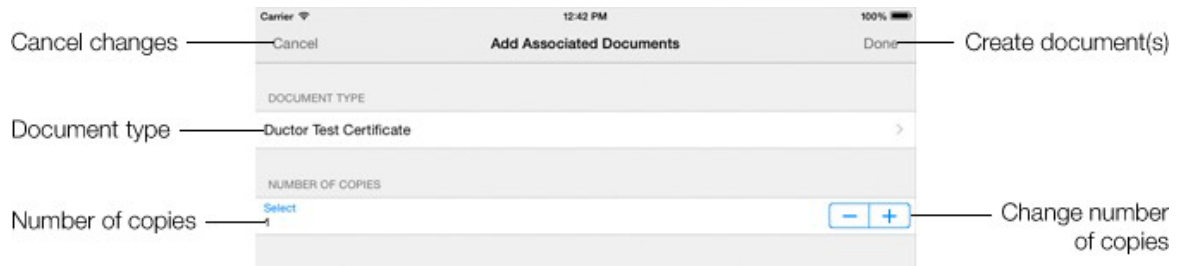 Carrier 12:42 PM 100%
Cancel changes Cancel Add Associated Documents Done Create document(s)
DOCUMENT TYPE
Document type Ductor Test Certificate
NUMBER OF COPIES
Select
Number of copies 1 Change number
of copies